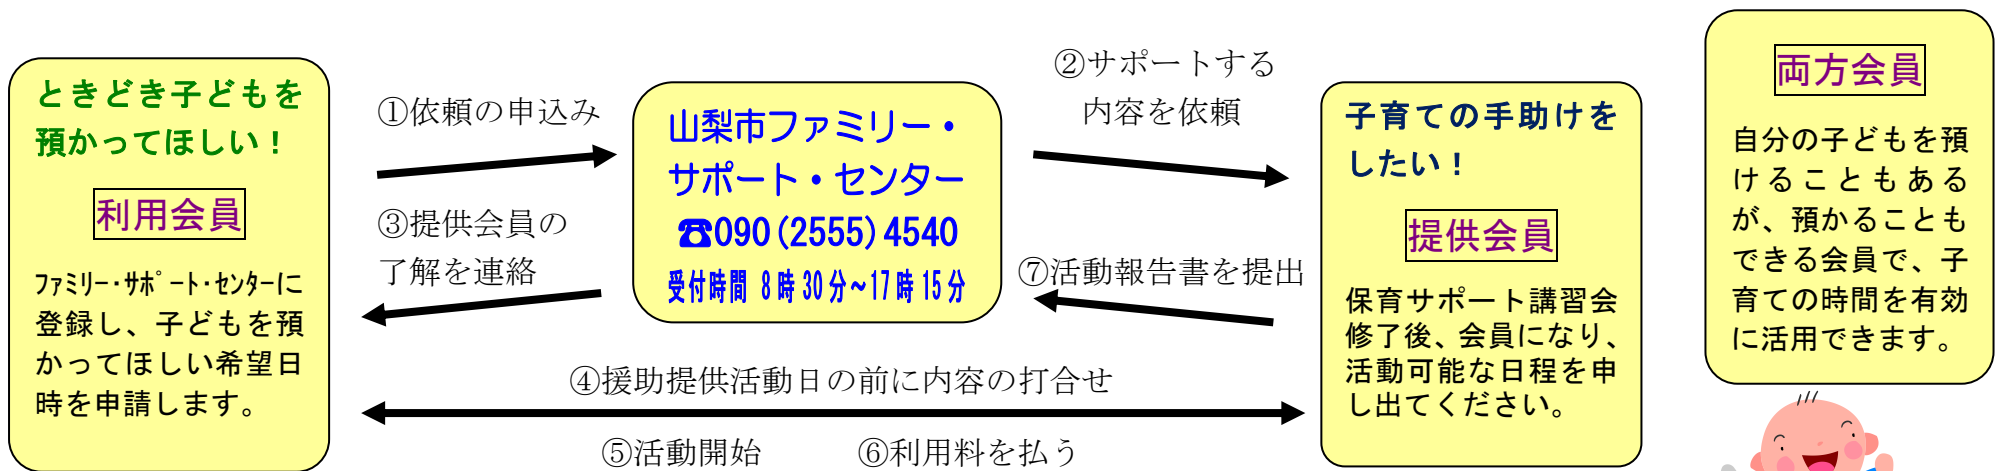 ときどき子どもを
預かってほしい！
利用会員
ﾌｧﾐﾘｰ・ｻﾎﾟｰﾄ・ｾﾝﾀｰに
登録し、子どもを預
かってほしい希望日
時を申請します。
①依頼の申込み
③提供会員の
了解を連絡
山梨市ファミリー・
サポート・センター
☎090(2555)4540
受付時間 8時30分～17時15分
②サポートする
内容を依頼
⑦活動報告書を提出
④援助提供活動日の前に内容の打合せ
⑤活動開始 ⑥利用料を払う
子育ての手助けを
したい！
提供会員
保育サポート講習会
修了後、会員になり、
活動可能な日程を申
し出てください。
両方会員
自分の子どもを預
けることもある
が、預かることも
できる会員で、子
育ての時間を有効
に活用できます。